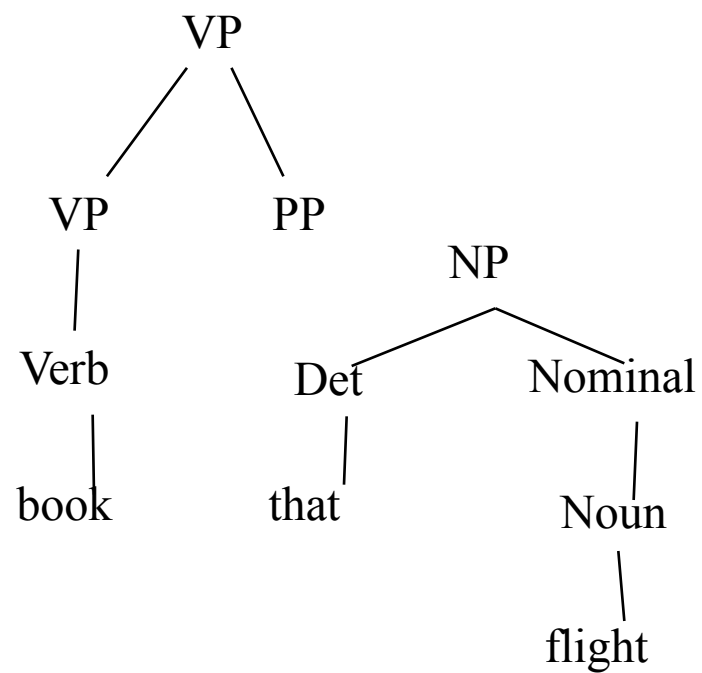 VP
VP PP
NP
Verb Det Nominal
book that Noun
flight